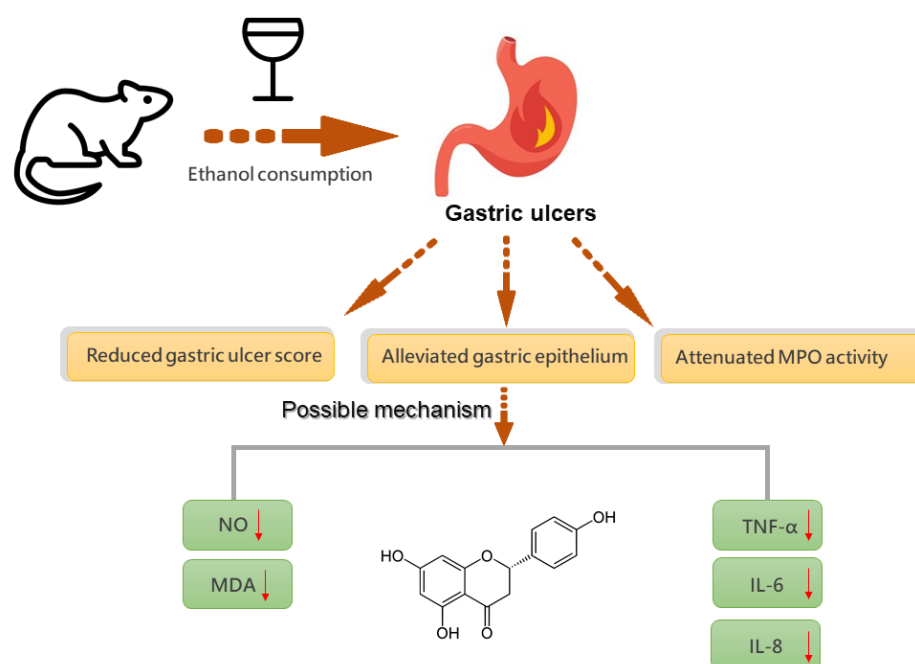 Ethanol consumption
Gastric ulcers
Reduced gastric ulcer score
Alleviated gastric epithelium
Attenuated MPO activity
Possible mechanism
NO
MDA
HO
O
OH
OH
O
TNF-α
IL-6
IL-8